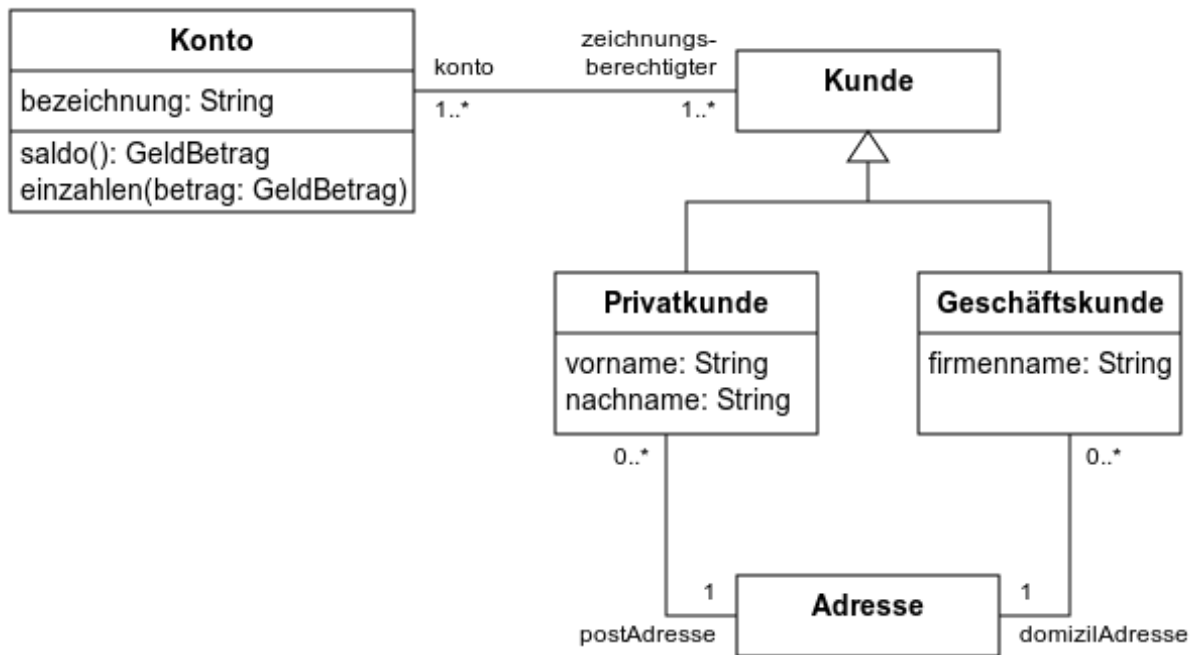 Konto
bezeichnung: String
saldo(): GeldBetrag
einzahlen(betrag: GeldBetrag)
konto
1..*
zeichnungs-
berechtigter
1..*
Kunde
Privatkunde
vorname: String
nachname: String
Geschäftskunde
firmenname: String
0..*
0..*
1
postAdresse
Adresse
1
domizilAdresse